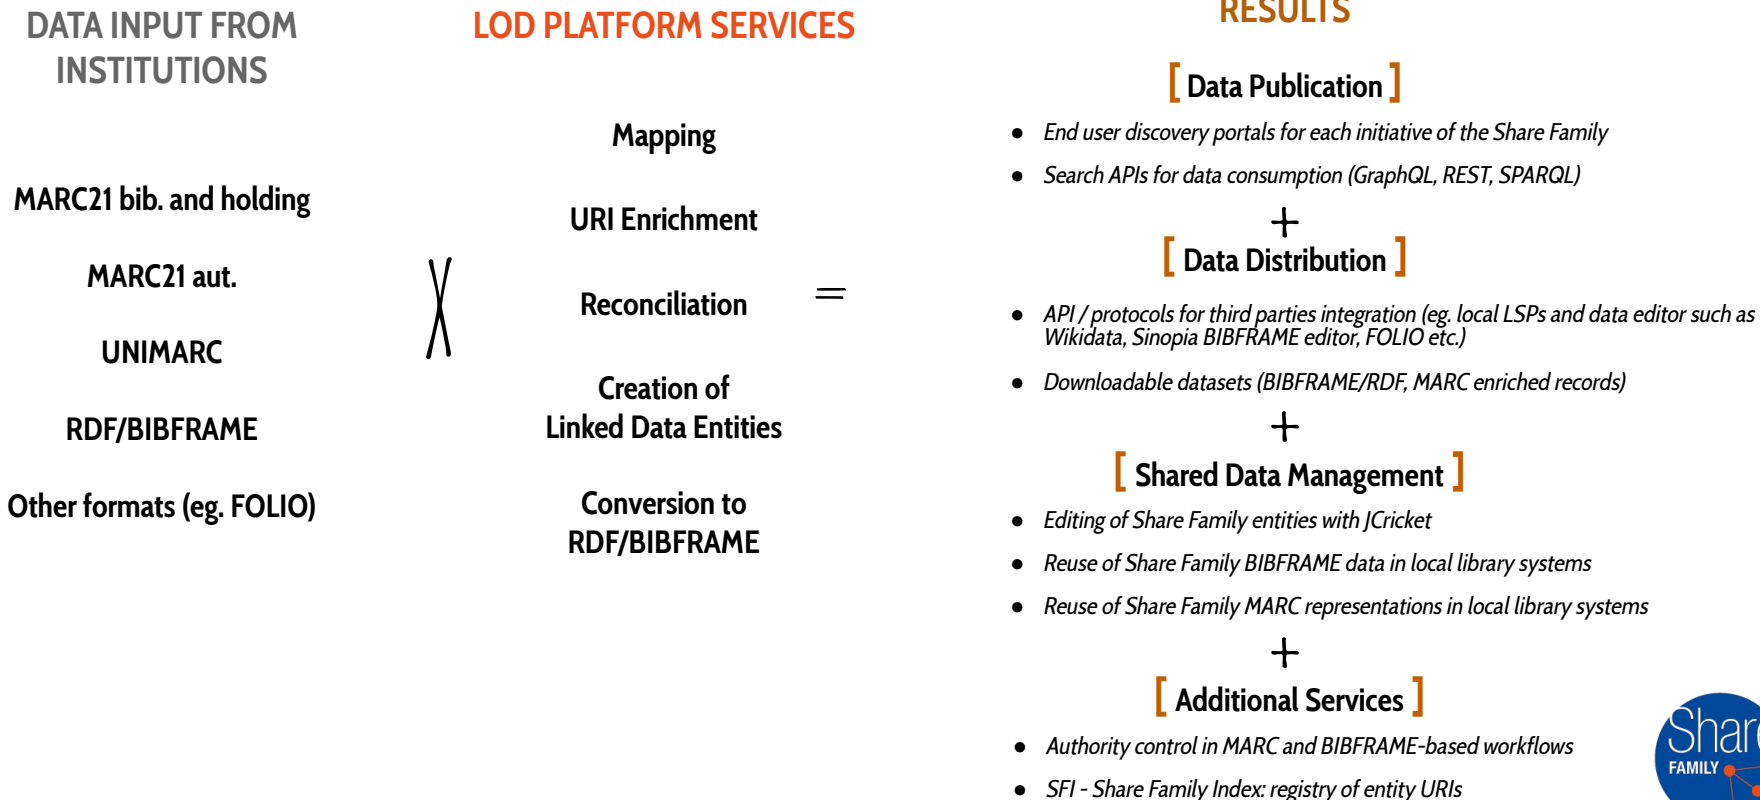 DATA INPUT FROM
INSTITUTIONS
MARC21 bib. and holding
MARC21 aut.
UNIMARC
RDF/BIBFRAME
Other formats (eg. FOLIO)
X
LOD PLATFORM SERVICES
Mapping
URI Enrichment
Reconciliation
Creation of
Linked Data Entities
Conversion to
RDF/BIBFRAME
=
RESULTS
[ Data Publication ]
● End user discovery portals for each initiative of the Share Family
● Search APIs for data consumption (GraphQL, REST, SPARQL)
+
[ Data Distribution ]
● API / protocols for third parties integration (eg. local LSPs and data editor such as
Wikidata, Sinopia BIBFRAME editor, FOLIO etc.)
● Downloadable datasets (BIBFRAME/RDF, MARC enriched records)
+
[ Shared Data Management ]
● Editing of Share Family entities with JCricket
● Reuse of Share Family BIBFRAME data in local library systems
● Reuse of Share Family MARC representations in local library systems
+
[ Additional Services ]
● Authority control in MARC and BIBFRAME-based workflows
● SFI - Share Family Index: registry of entity URIs
Share
FAMILY